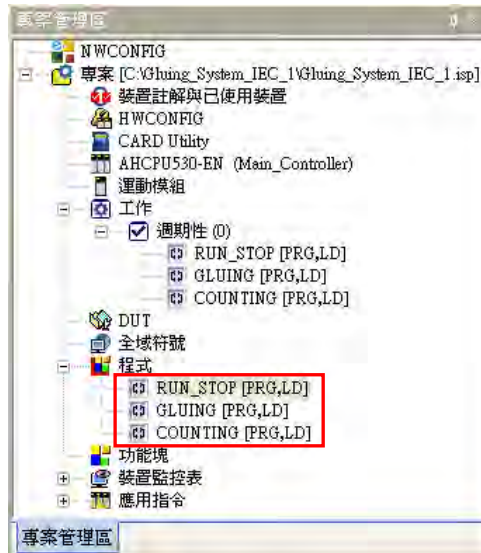 專案管理區
NWCONFIG
專案 [C:\Gluing_System_IEC_1\Gluing_System_IEC_1.isp]
裝置註解與已使用裝置
HWCONFIG
CARD Utility
AHCPU530-EN (Main_Controller)
運動模組
工作
週期性 (0)
RUN_STOP [PRG,LD]
GLUING [PRG,LD]
COUNTING [PRG,LD]
DUT
全域符號
程式
RUN_STOP [PRG,LD]
GLUING [PRG,LD]
COUNTING [PRG,LD]
功能塊
裝置監控表
應用指令
專案管理區